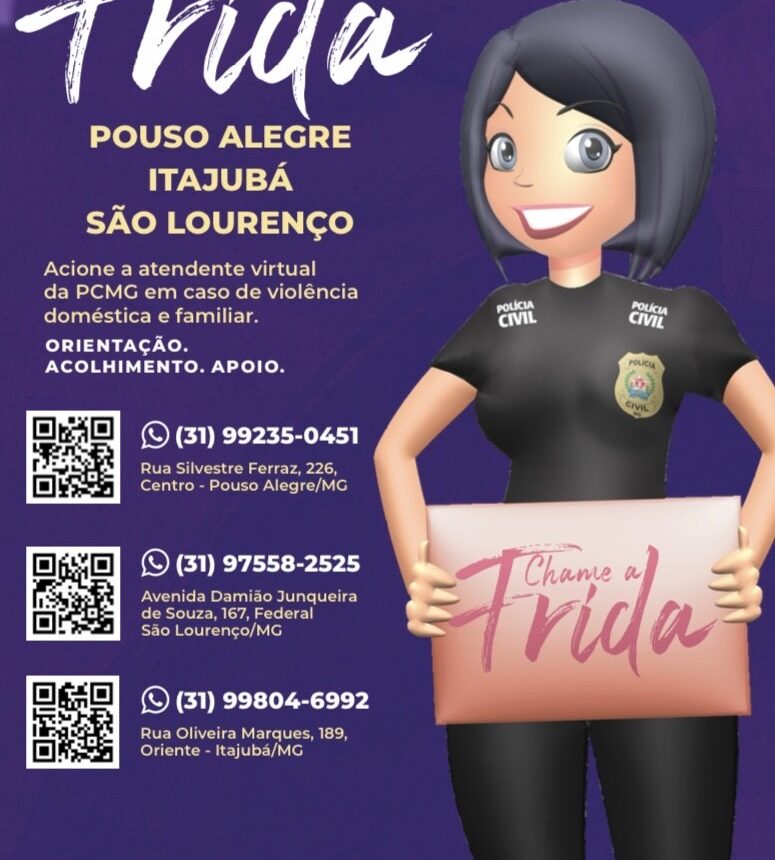 Frida
POUSO ALEGRE
ITAJUBÁ
SÃO LOURENÇO
Acione a atendente virtual
da PCMG em caso de violência
doméstica e familiar.
ORIENTAÇÃO.
ACOLHIMENTO. APOIO.
(31) 99235-0451
Rua Silvestre Ferraz, 226,
Centro - Pouso Alegre/MG
(31) 97558-2525
Avenida Damião Junqueira
de Souza, 167, Federal
São Lourenço/MG
(31) 99804-6992
Rua Oliveira Marques, 189,
Oriente - Itajubá/MG
POLÍCIA
CIVIL
POLÍCIA
CIVIL
POLÍCIA
CIVIL
Chame a
Frida